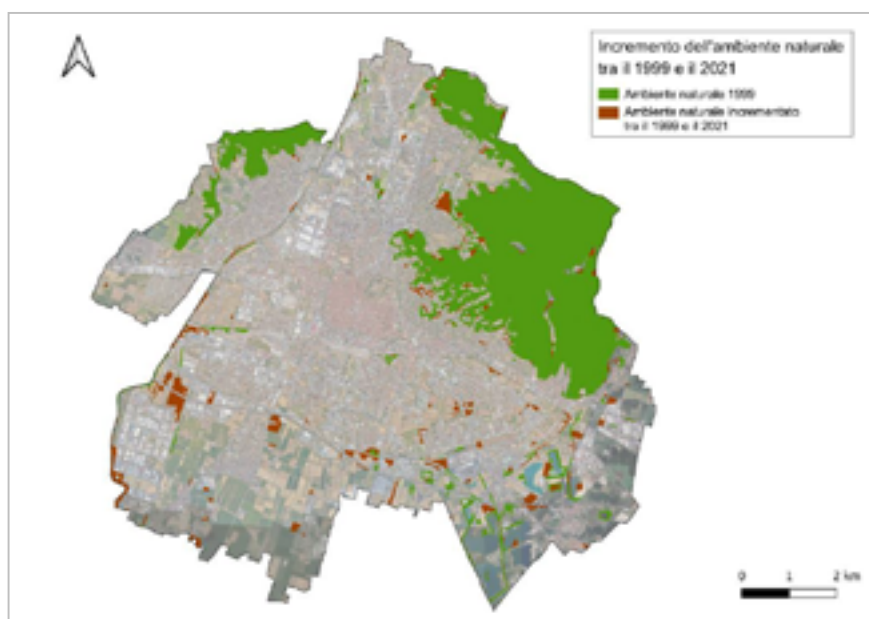 Incremento dell'ambiente naturale
tra il 1999 e il 2021
Ambiente naturale 1999
Ambiente naturale incrementato
tra il 1999 e il 2021
0 1 2 km